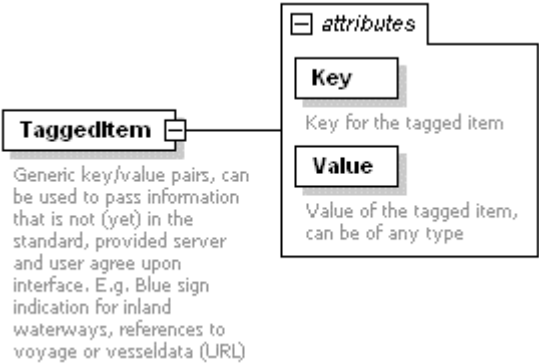 attributes
Key
Key for the tagged item
TaggedItem
Generic key/value pairs, can
be used to pass information
that is not (yet) in the
standard, provided server
and user agree upon
interface. E.g. Blue sign
indication for inland
waterways, references to
voyage or vesseldata (URL)
Value
Value of the tagged item,
can be of any type